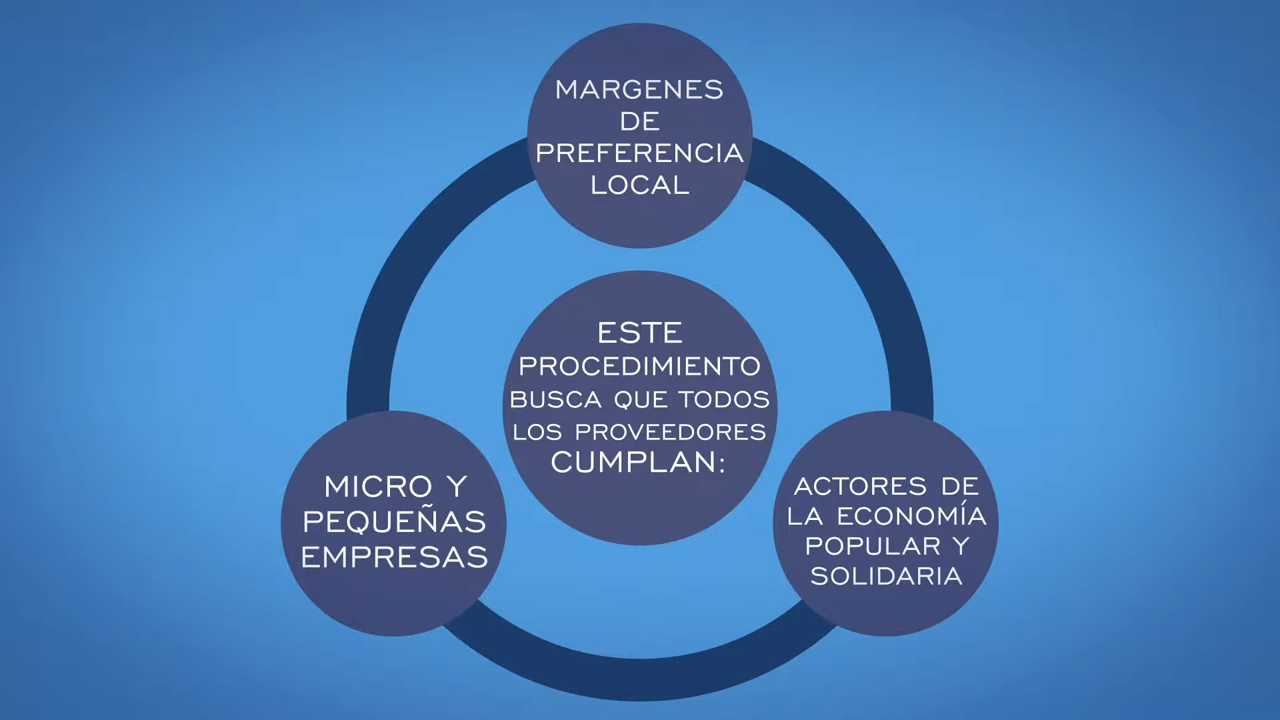 MARGENES
DE
PREFERENCIA
LOCAL
ESTE
PROCEDIMIENTO
BUSCA QUE TODOS
LOS PROVEEDORES
CUMPLAN:
MICRO Y
PEQUEÑAS
EMPRESAS
ACTORES DE
LA ECONOMÍA
POPULAR Y
SOLIDARIA